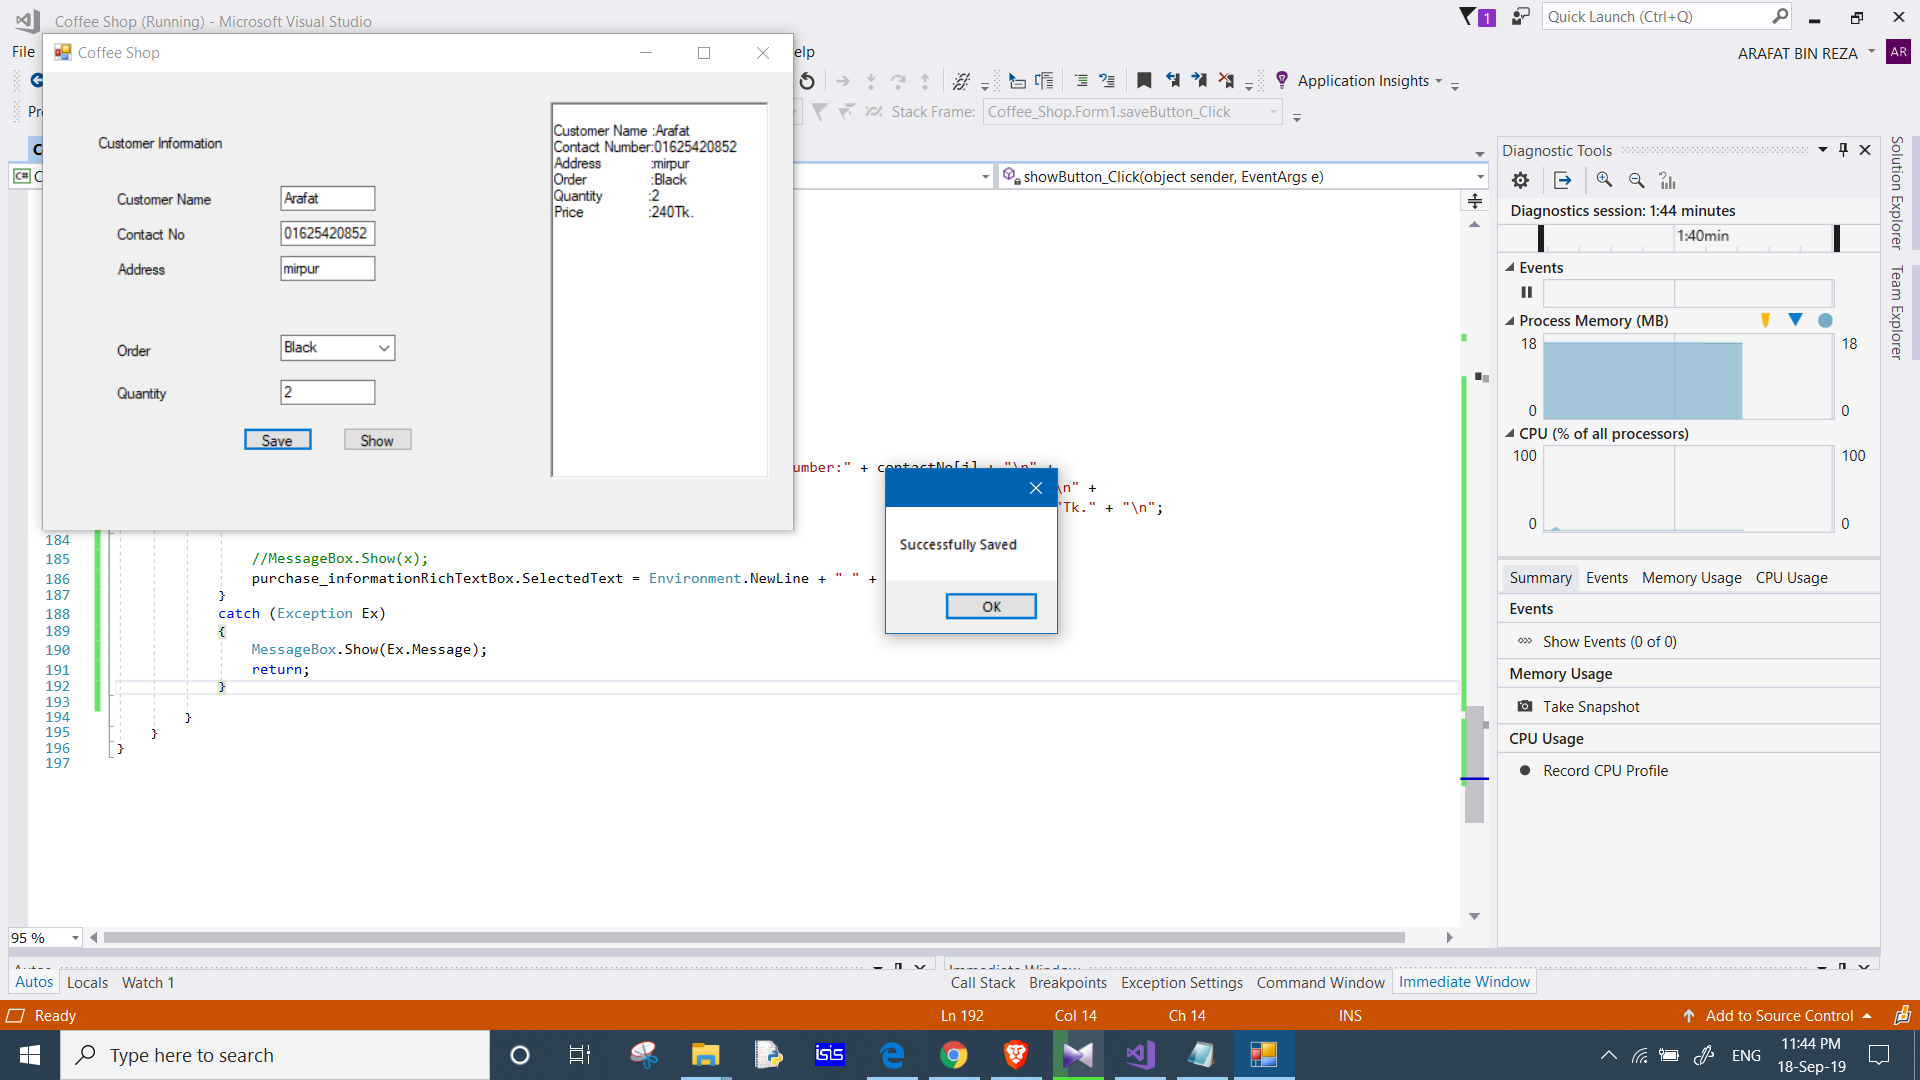 Coffee Shop (Running) - Microsoft Visual Studio
1
Quick Launch (Ctrl+Q)
File
elp
ARAFAT BIN REZA
AR
Coffee Shop
Application Insights
Stack Frame:
Coffee_Shop.Form1.saveButton_Click
showButton_Click(object sender, EventArgs e)
Customer Information
Customer Name
Arafat
Contact No
01625420852
Address
mirpur
Order
Black
Quantity
2
Save
Show
Customer Name :Arafat
Contact Number:01625420852
Address :mirpur
Order :Black
Quantity :2
Price :240Tk.
umber:" + contactNo[i] + "\n" +
\n" +
"Tk." + "\n";
Successfully Saved
OK
184
185 //MessageBox.Show(x);
186 purchase_informationRichTextBox.SelectedText = Environment.NewLine + " " +
187 }
188 catch (Exception Ex)
189 {
190 MessageBox.Show(Ex.Message);
191 return;
192 }
193
194 }
195 }
196 }
197
95 %
Diagnostic Tools
Diagnostics session: 1:44 minutes
1:40min
Events
Process Memory (MB)
18 18
0 0
CPU (% of all processors)
100 100
0 0
Summary Events Memory Usage CPU Usage
Events
Show Events (0 of 0)
Memory Usage
Take Snapshot
CPU Usage
Record CPU Profile
Solution Explorer
Team Explorer
Autos
Immediate Window
Autos Locals Watch 1
Call Stack Breakpoints Exception Settings Command Window Immediate Window
Ready
Ln 192 Col 14 Ch 14 INS
Add to Source Control
Type here to search
isis
ENG
11:44 PM
18-Sep-19